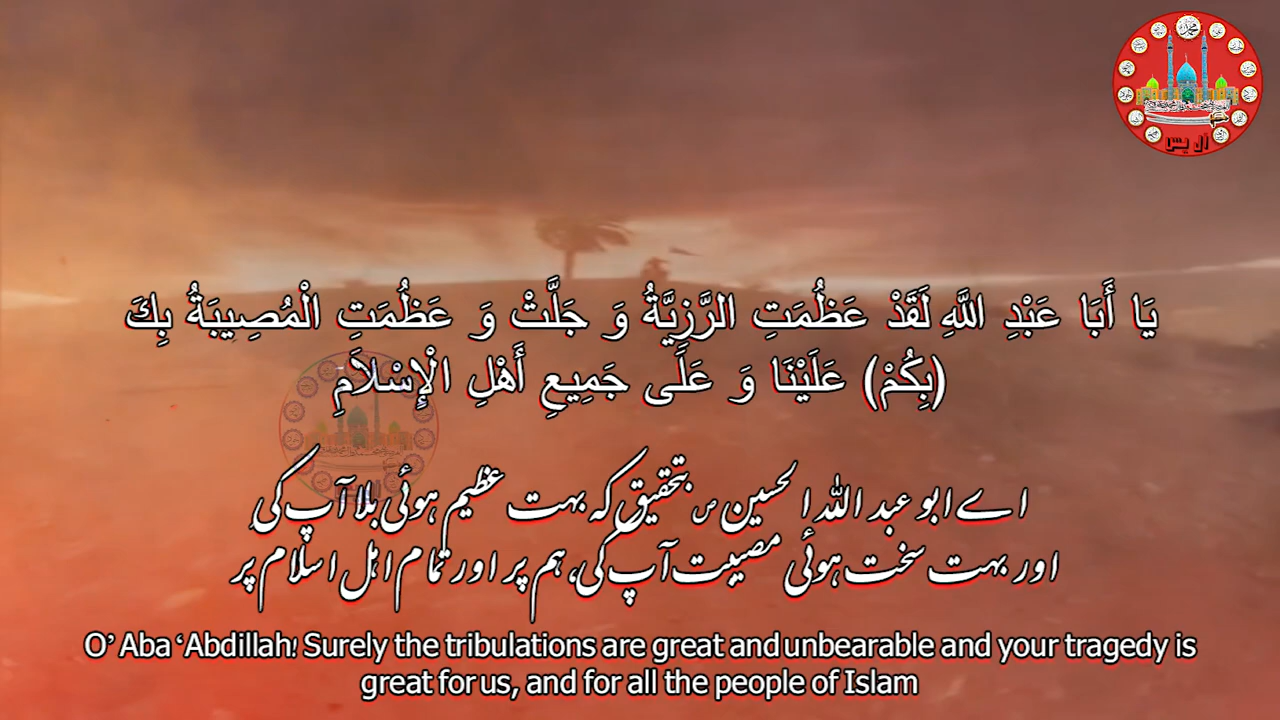 آل یس
يَا أَبَا عَبْدِ اللَّهِ لَقَدْ عَظُمَتِ الرَّزِيَّةُ وَ جَلَّتْ وَ عَظُمَتِ الْمُصِيبَةُ بِكَ
(بِكُمْ) عَلَيْنَا وَ عَلَى جَمِيعِ أَهْلِ الْإِسْلاَمِ
اے ابو عبد اللہ الحسین س بتحقیق کہ بہت عظیم ہوئی بلا آپ کی
اور بہت سخت ہوئی مصیبت آپ کی، ہم پر اور تمام اہل اسلام پر
O’ Aba ‘Abdillah! Surely the tribulations are great and unbearable and your tragedy is
great for us, and for all the people of Islam